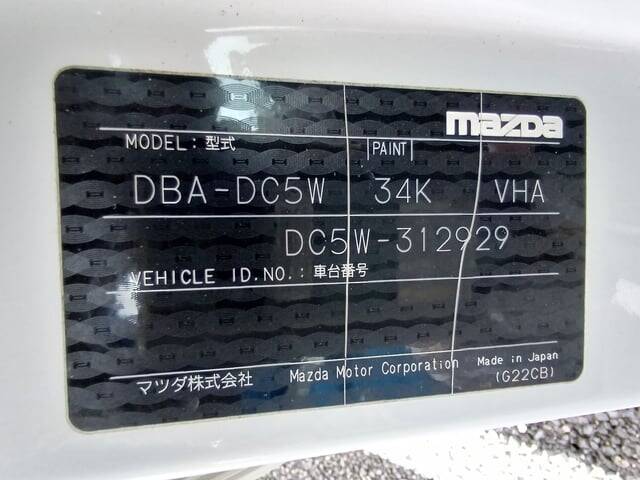 mazda
MODEL: 型式 PAINT
DBA-DC5W 34K VHA
DC5W-312929
VEHICLE ID.NO.: 車台番号
マツダ株式会社 Mazda Motor Corporation Made in Japan
(G22CB)